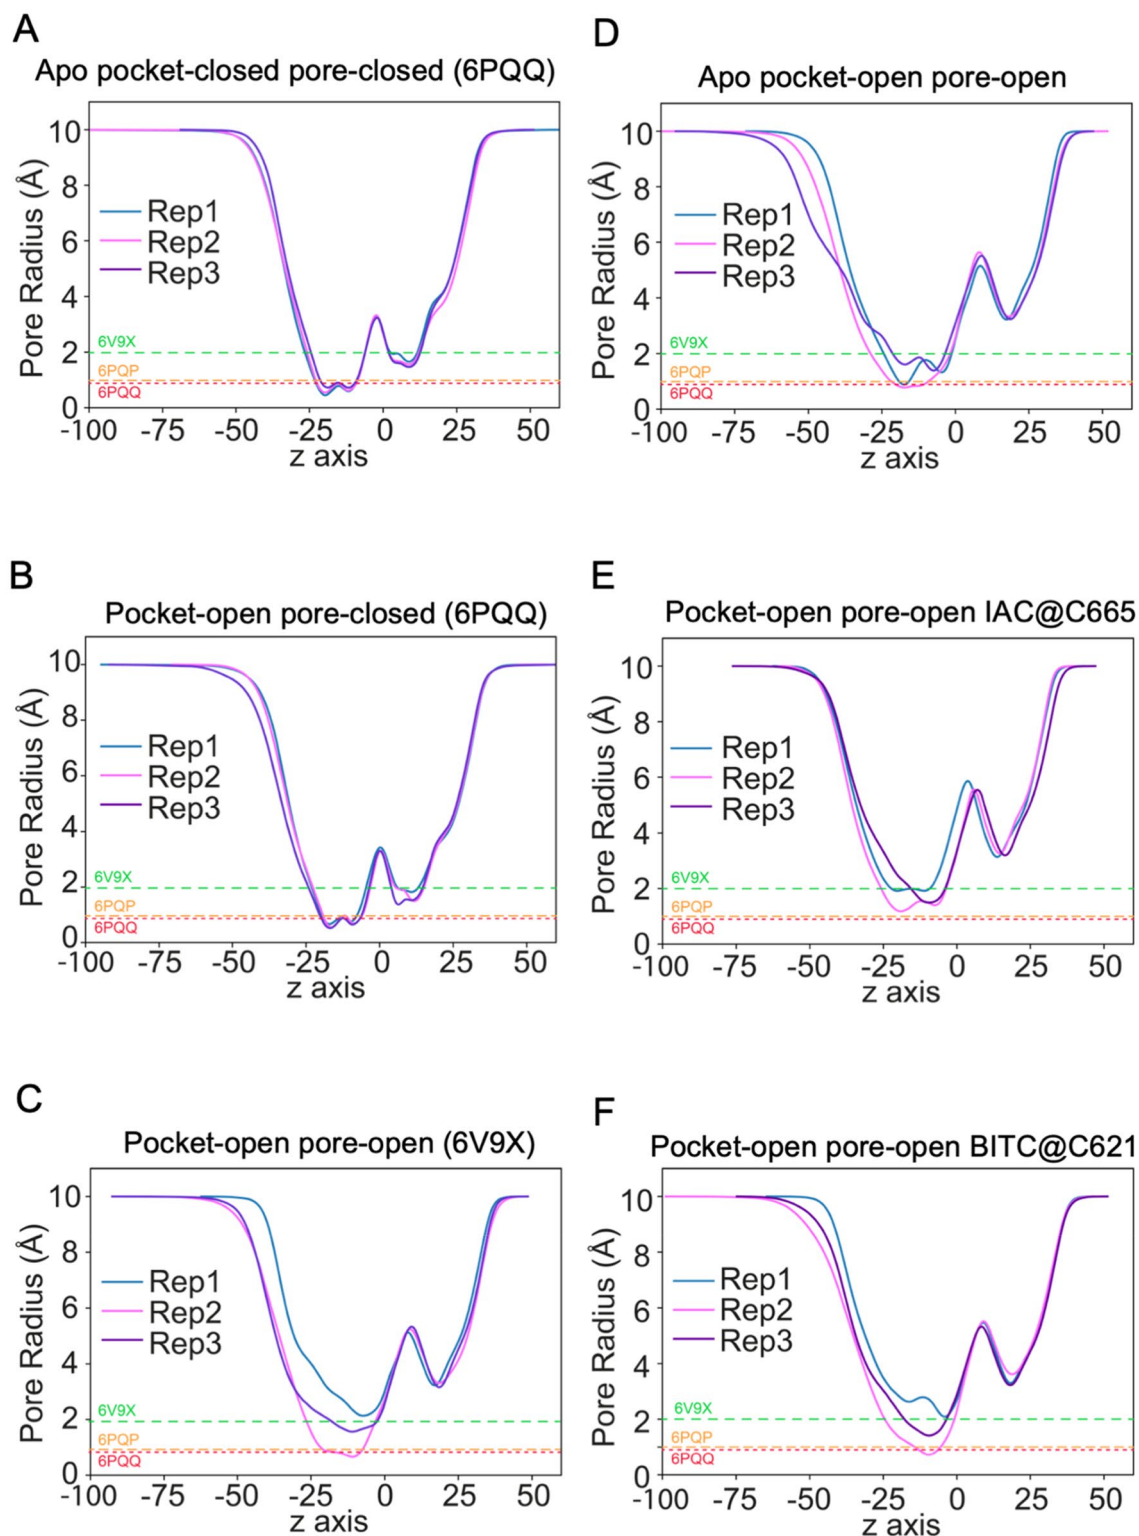 A
Apo pocket-closed pore-closed (6PQQ)
Pore Radius (Å)
10
8
6
4
2
0
Rep1
Rep2
Rep3
6V9X
6PQP
6PQQ
-100 -75 -50 -25 0 25 50
z axis
D
Apo pocket-open pore-open
Pore Radius (Å)
10
8
6
4
2
0
Rep1
Rep2
Rep3
6V9X
6PQP
6PQQ
-100 -75 -50 -25 0 25 50
z axis
B
Pocket-open pore-closed (6PQQ)
Pore Radius (Å)
10
8
6
4
2
0
Rep1
Rep2
Rep3
6V9X
6PQP
6PQQ
-100 -75 -50 -25 0 25 50
z axis
E
Pocket-open pore-open IAC@C665
Pore Radius (Å)
10
8
6
4
2
0
Rep1
Rep2
Rep3
6V9X
6PQP
6PQQ
-100 -75 -50 -25 0 25 50
z axis
C
Pocket-open pore-open (6V9X)
Pore Radius (Å)
10
8
6
4
2
0
Rep1
Rep2
Rep3
6V9X
6PQP
6PQQ
-100 -75 -50 -25 0 25 50
z axis
F
Pocket-open pore-open BITC@C621
Pore Radius (Å)
10
8
6
4
2
0
Rep1
Rep2
Rep3
6V9X
6PQP
6PQQ
-100 -75 -50 -25 0 25 50
z axis